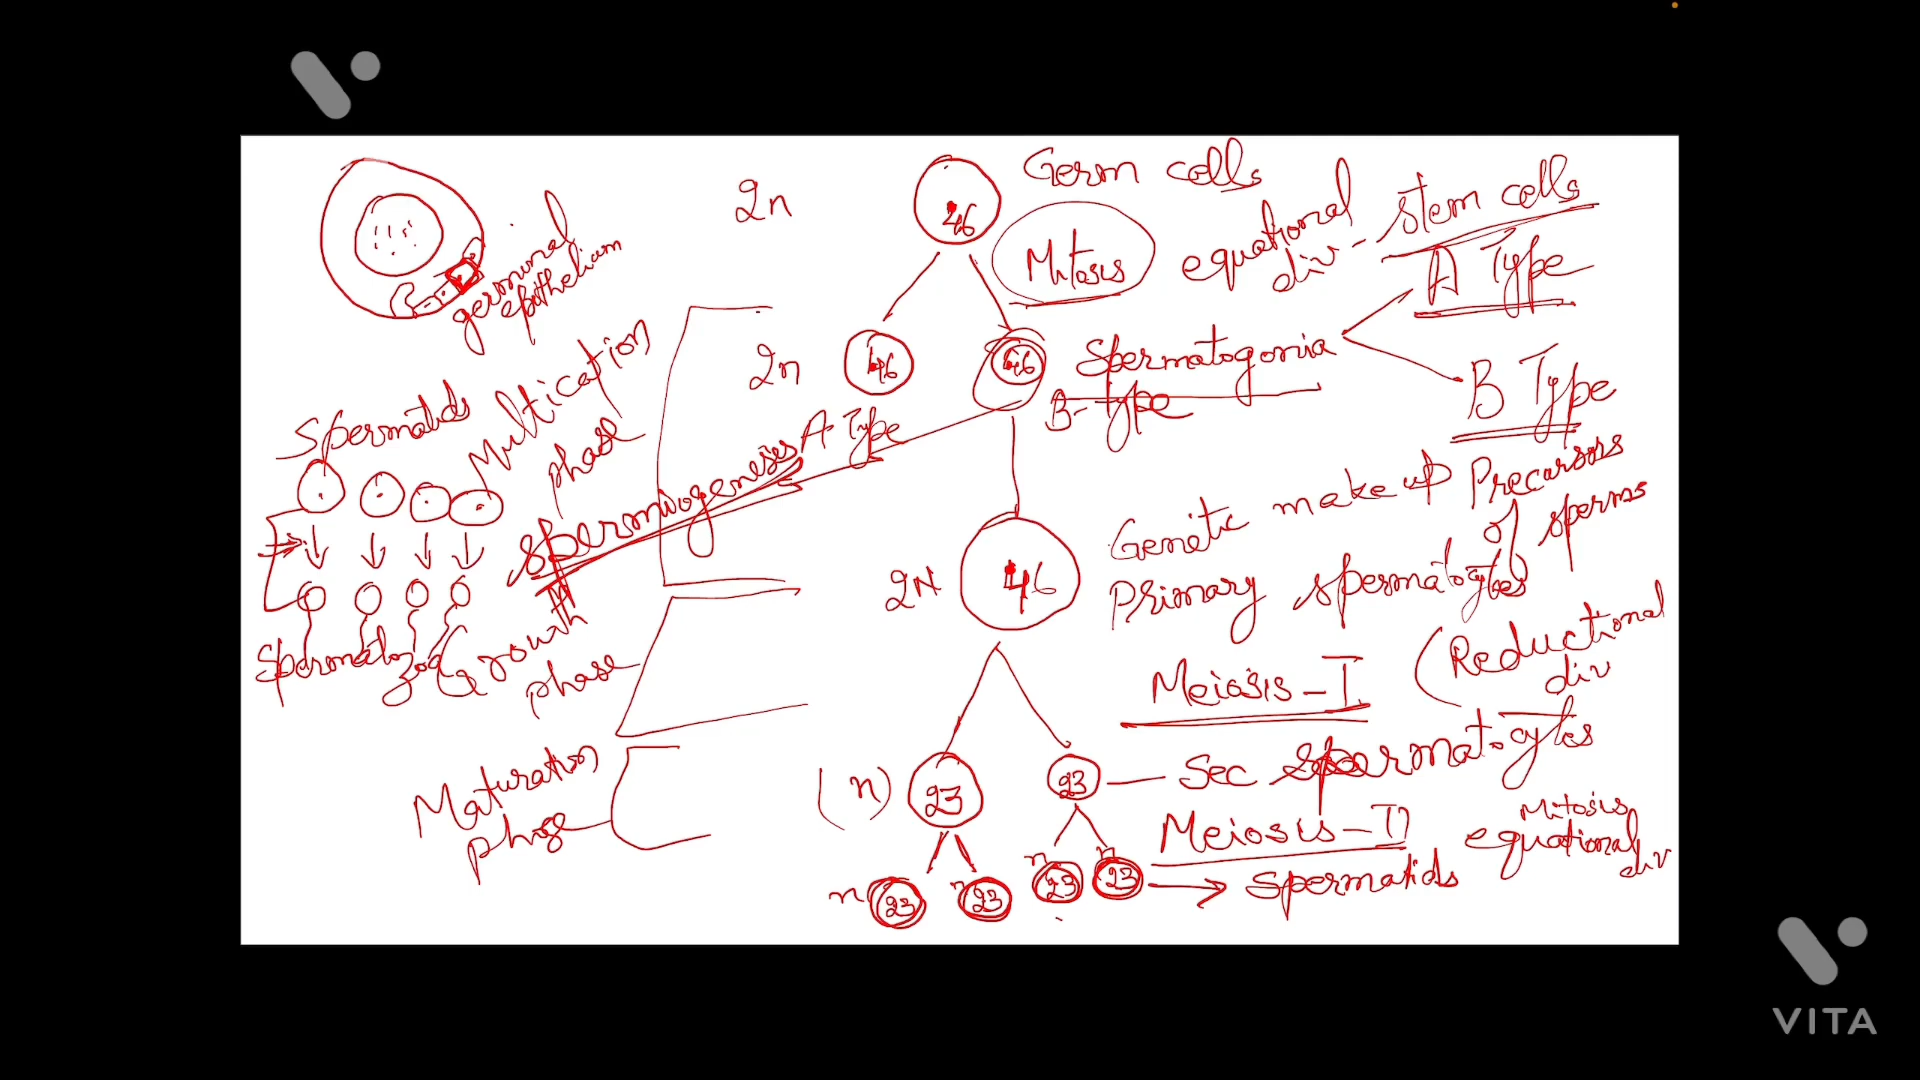 Germ cells
2n
46
Mitosis
equational
div - stem cells
A Type
germinal
epithelium
2n
46
46
Spermatogonia
B-type
B Type
Multication
phase
Spermatids
A Type
Spermiogenesis
Genetic make up Precursors
of sperms
2N
46
Primary spermatocytes
Spermatozoa
Growth
phase
Meiosis - I
(Reductional
div
Maturation
phase
(n)
23
23
Sec spermatocytes
Meiosis - II
Mitosis
equational
div
n
23
n
23
n
23
n
23
Spermatids
VITA